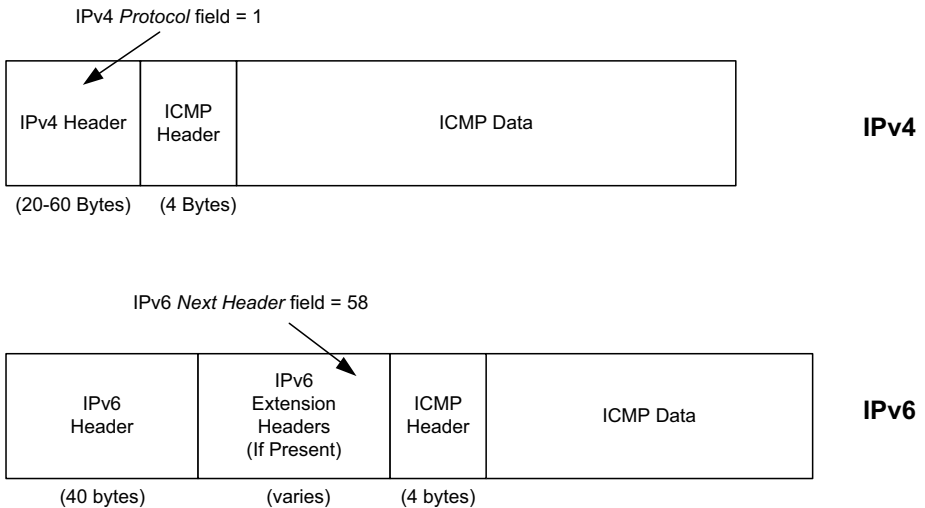 IPv4 Protocol field = 1
IPv4 Header
ICMP
Header
ICMP Data
IPv4
(20-60 Bytes)
(4 Bytes)
IPv6 Next Header field = 58
IPv6
Header
IPv6
Extension
Headers
(If Present)
ICMP
Header
ICMP Data
IPv6
(40 bytes)
(varies)
(4 bytes)